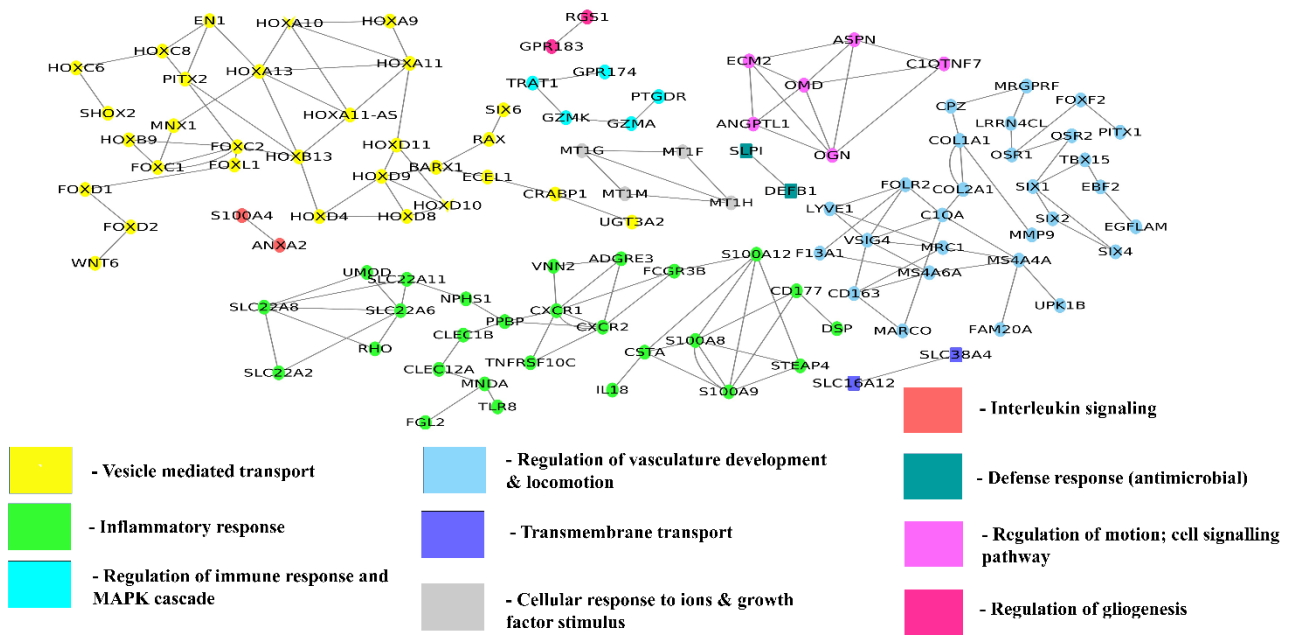 EN1
HOXA10
HOXA9
RGS1
HOXC8
GPR183
ASPN
HOXC6
PITX2
HOXA13
HOXA11
TRAT1
GPR174
ECM2
C1QTNF7
OMD
MRGPRF
SHOX2
PTGDR
CPZ
FOXF2
MNX1
HOXA11-AS
SIX6
GZMK
GZMA
ANGPTL1
LRRN4CL
PITX1
HOXB9
FOXC2
HOXD11
RAX
COL1A1
OSR2
FOXC1
FOXL1
HOXB13
BARX1
MT1G
MT1F
SLPI
OGN
OSR1
TBX15
FOXD1
HOXD9
ECEL1
MT1M
DEFB1
FOLR2
COL2A1
SIX1
EBF2
HOXD4
HOXD8
HOXD10
CRABP1
MT1H
LYVE1
C1QA
SIX2
EGFLAM
FOXD2
S100A4
UGT3A2
VSIG4
MMP9
WNT6
ANXA2
F13A1
MRC1
SIX4
UMOD
SLC22A11
VNN2
ADGRE3
FCGR3B
S100A12
MS4A6A
MS4A4A
SLC22A8
SLC22A6
NPHS1
CXCR1
CD177
CD163
UPK1B
PPBP
CXCR2
DSP
MARCO
FAM20A
RHO
CLEC1B
CSTA
S100A8
SLC22A2
CLEC12A
TNFRSF10C
STEAP4
SLC38A4
MNDA
IL18
S100A9
SLC16A12
FGL2
TLR8
- Interleukin signaling
- Vesicle mediated transport
- Regulation of vasculature development
& locomotion
- Defense response (antimicrobial)
- Inflammatory response
- Transmembrane transport
- Regulation of motion; cell signalling
pathway
- Regulation of immune response and
MAPK cascade
- Cellular response to ions & growth
factor stimulus
- Regulation of gliogenesis